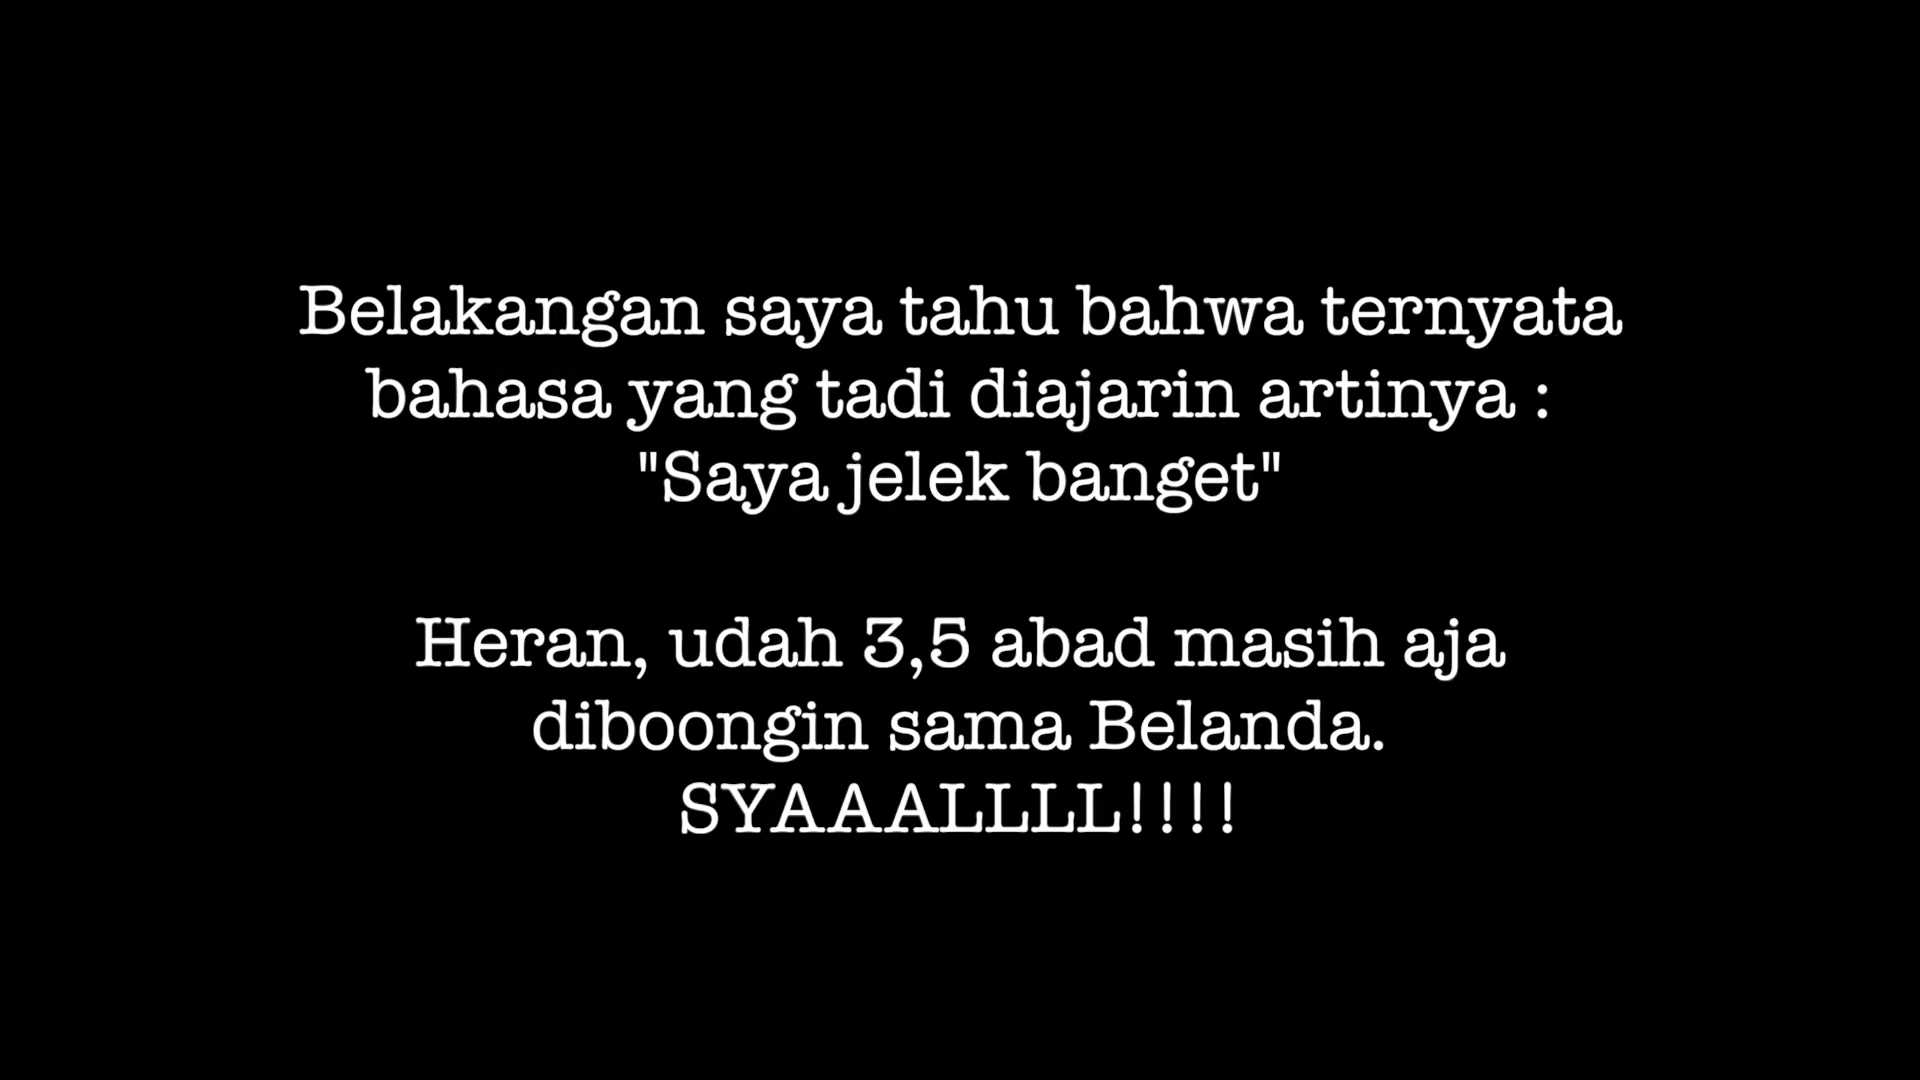 Belakangan saya tahu bahwa ternyata
bahasa yang tadi diajarin artinya :
"Saya jelek banget"
Heran, udah 3,5 abad masih aja
diboongin sama Belanda.
SYAAALLLL!!!!